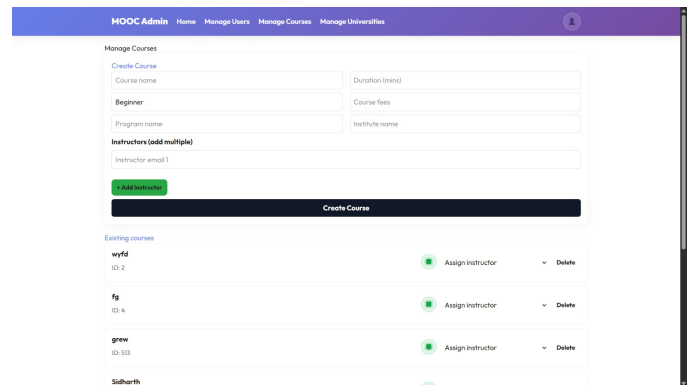 MOOC Admin Home Manage Users Manage Courses Manage Universities
Manage Courses
Create Course
Course name
Duration (mins)
Beginner
Course fees
Program name
Institute name
Instructors (add multiple)
Instructor email 1
+ Add Instructor
Create Course
Existing courses
wyfd
ID: 2
Assign instructor
Delete
fg
ID: 4
Assign instructor
Delete
grew
ID: 513
Assign instructor
Delete
Sidharth